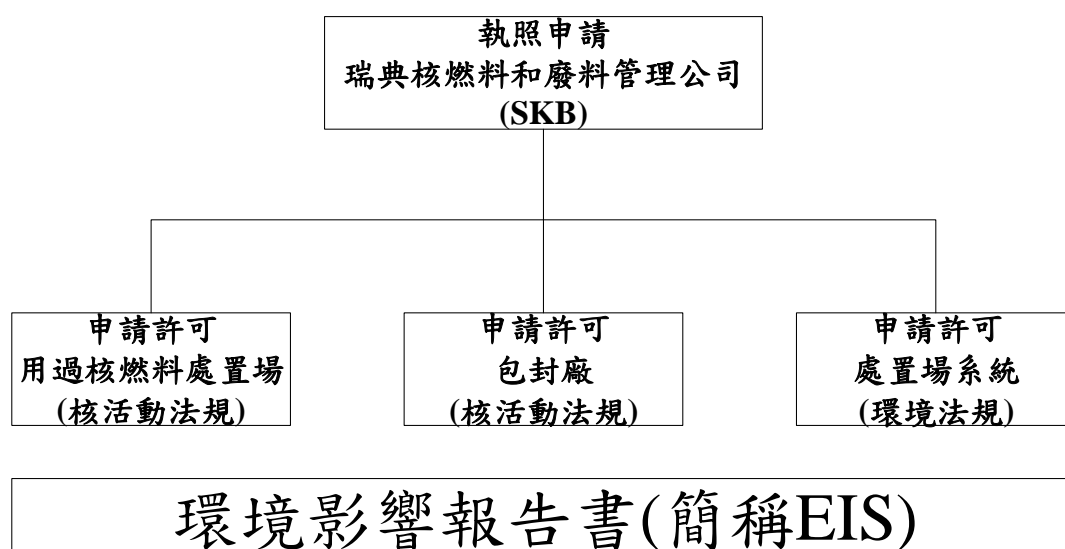 執照申請
瑞典核燃料和廢料管理公司
(SKB)
申請許可
用過核燃料處置場
(核活動法規)
申請許可
包封廠
(核活動法規)
申請許可
處置場系統
(環境法規)
環境影響報告書(簡稱EIS)